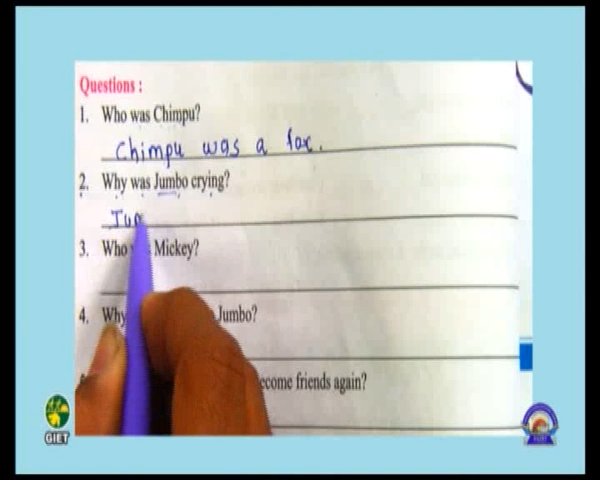 Questions :
1. Who was Chimpu?
Chimpu was a fox.
2. Why was Jumbo crying?
Ju
3. Who Mickey?
4. Why Jumbo?
ecome friends again?
GIET